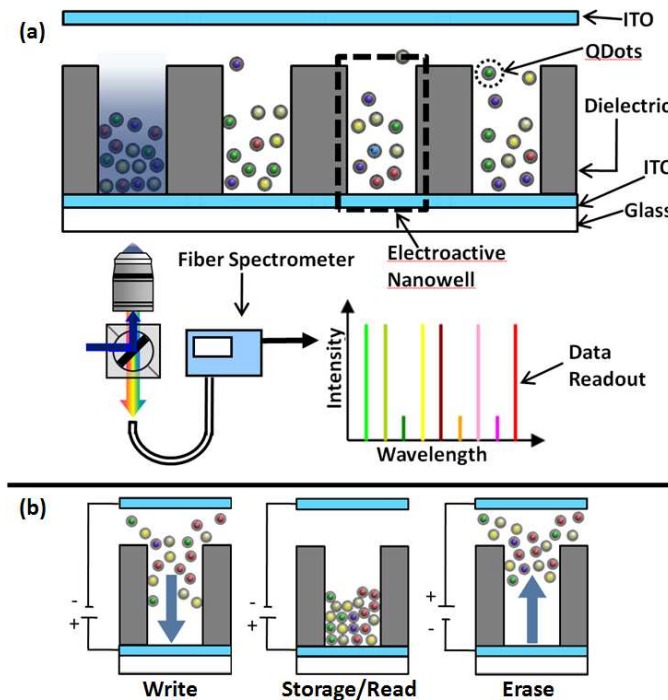 (a)
ITO
QDots
Dielectric
ITO
Glass
Fiber Spectrometer
Electroactive
Nanowell
Intensity
Data
Readout
Wavelength
(b)
-
+
-
+
+
-
Write
Storage/Read
Erase